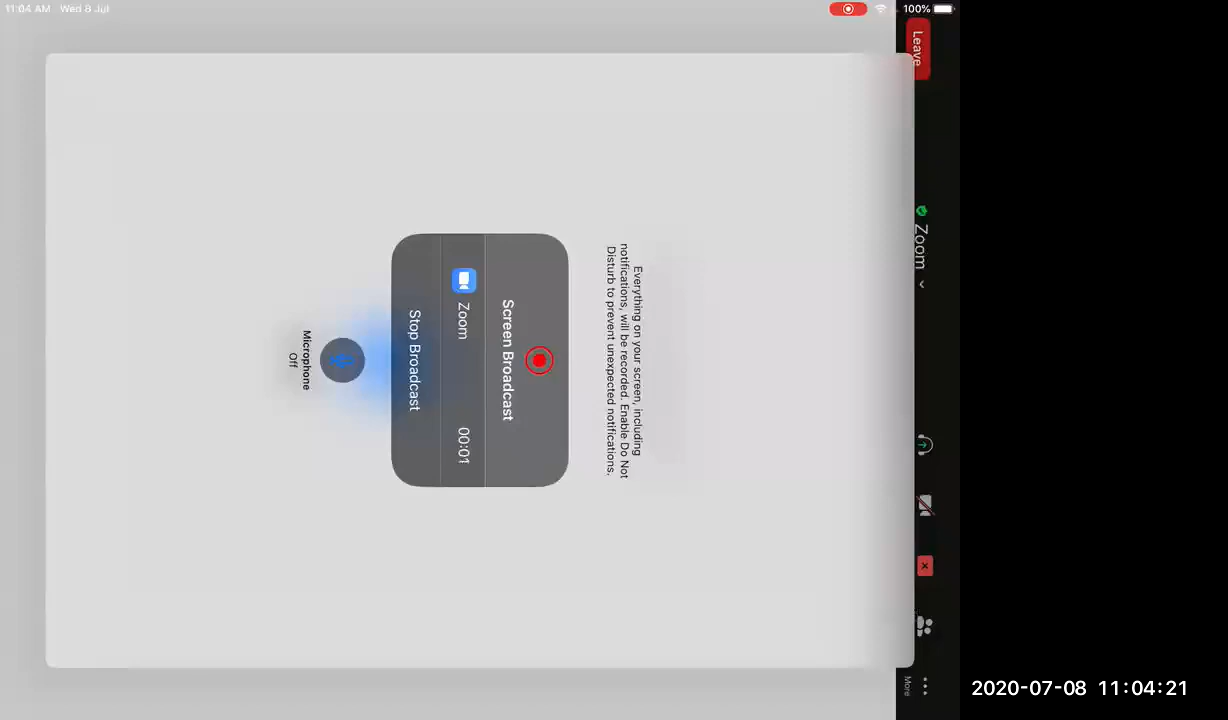 11:04 AM Wed 8 Jul
100%
Leave
Zoom
More
Everything on your screen, including
notifications, will be recorded. Enable Do Not
Disturb to prevent unexpected notifications.
Screen Broadcast
Zoom 00:01
Stop Broadcast
Microphone
Off
2020-07-08 11:04:21